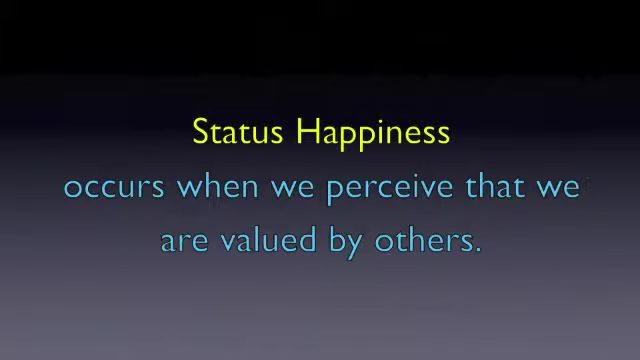 Status Happiness
occurs when we perceive that we
are valued by others.